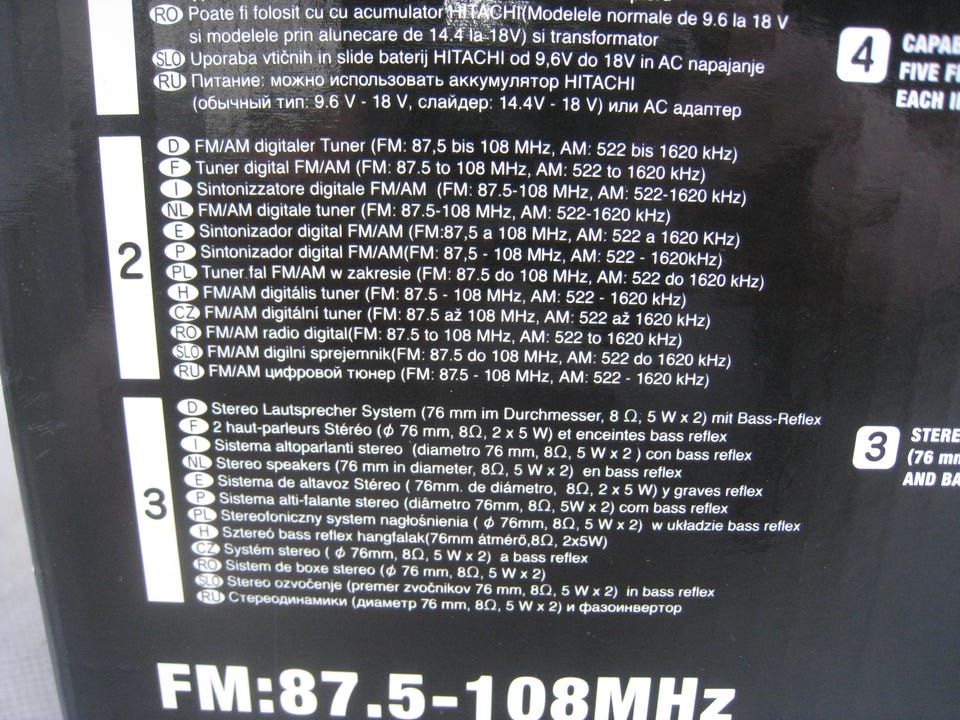 RO Poate fi folosit cu cu acumulator HITACHI(Modelele normale de 9.6 la 18 V
si modelele prin alunecare de 14.4 la-18V) si transformator
SLO Uporaba vtičnih in slide baterij HITACHI od 9,6V do 18V in AC napajanje
RU Питание: можно использовать аккумулятор HITACHI
(обычный тип: 9.6 V - 18 V, слайдер: 14.4V - 18 V) или AC адаптер
4
CAPAB
FIVE F
EACH I
2
D FM/AM digitaler Tuner (FM: 87,5 bis 108 MHz, AM: 522 bis 1620 kHz)
F Tuner digital FM/AM (FM: 87.5 to 108 MHz, AM: 522 to 1620 kHz)
I Sintonizzatore digitale FM/AM (FM: 87.5-108 MHz, AM: 522-1620 kHz)
NL FM/AM digitale tuner (FM: 87.5-108 MHz, AM: 522-1620 kHz)
E Sintonizador digital FM/AM (FM:87,5 a 108 MHz, AM: 522 a 1620 KHz)
P Sintonizador digital FM/AM(FM: 87,5 - 108 MHz, AM: 522 - 1620kHz)
PL Tuner fal FM/AM w zakresie (FM: 87.5 do 108 MHz, AM: 522 do 1620 kHz)
H FM/AM digitális tuner (FM: 87.5 - 108 MHz, AM: 522 - 1620 kHz)
CZ FM/AM digitální tuner (FM: 87.5 až 108 MHz, AM: 522 až 1620 kHz)
RO FM/AM radio digital(FM: 87.5 to 108 MHz, AM: 522 to 1620 kHz)
SLO FM/AM digilni sprejemnik(FM: 87.5 do 108 MHz, AM: 522 do 1620 kHz)
RU FM/AM цифровой тюнер (FM: 87.5 - 108 MHz, AM: 522 - 1620 kHz)
3
D Stereo Lautsprecher System (76 mm im Durchmesser, 8 Ω, 5 W x 2) mit Bass-Reflex
F 2 haut-parleurs Stéréo (ϕ 76 mm, 8Ω, 2 x 5 W) et enceintes bass reflex
I Sistema altoparlanti stereo (diametro 76 mm, 8Ω, 5 W x 2 ) con bass reflex
NL Stereo speakers (76 mm in diameter, 8Ω, 5 W x 2) en bass reflex
E Sistema de altavoz Stéreo ( 76mm. de diámetro, 8Ω, 2 x 5W) y graves reflex
P Sistema alti-falante stereo (diâmetro 76mm, 8Ω, 5W x 2) com bass reflex
PL Stereofoniczny system nagłośnienia ( ϕ 76mm, 8Ω, 5 W x 2) w układzie bass reflex
H Sztereó bass reflex hangfalak(76mm átmérő,8Ω, 2x5W)
CZ Systém stereo ( ϕ 76mm, 8Ω, 5 W x 2) a bass reflex
RO Sistem de boxe stereo (ϕ 76 mm, 8Ω, 5 W x 2)
SLO Stereo ozvočenje (premer zvočnikov 76 mm, 8Ω, 5 W x 2) in bass reflex
RU Стереодинамики (диаметр 76 mm, 8Ω, 5 W x 2) и фазоинвертор
3
STERE
(76 mm
AND BA
FM:87.5-108MHz